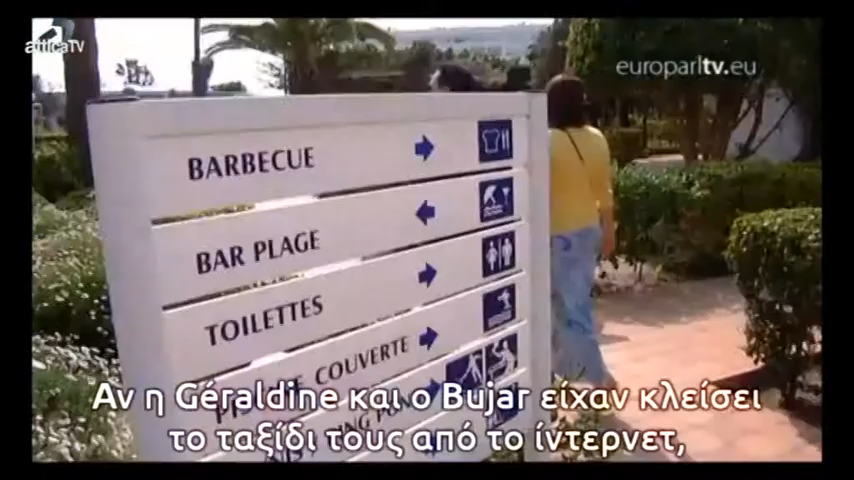 atticaTV
europarltv.eu
BARBECUE
BAR PLAGE
TOILETTES
COUVERTE
Αν η Géraldine και ο Bujar είχαν κλείσει
το ταξίδι τους από το ίντερνετ,